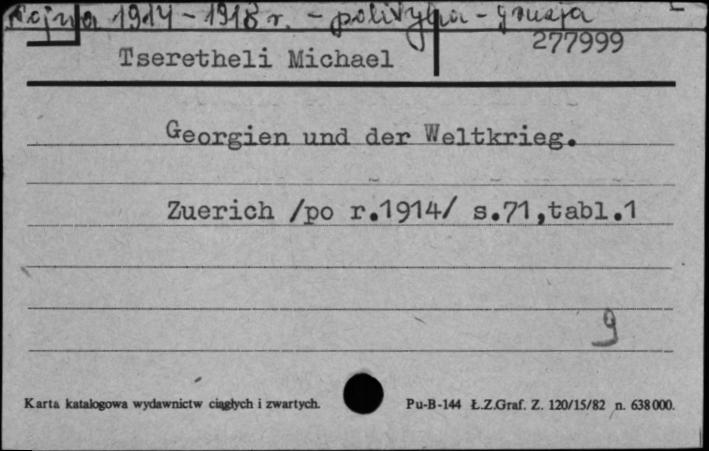 Wojna 1914-1918 r. - polityka - Gruzja
277999
Tseretheli Michael
Georgien und der Weltkrieg.
Zuerich /po r.1914/ s.71,tabl.1
9
Karta katalogowa wydawnictw ciągłych i zwartych. Pu-B-144 Ł.Z.Graf. Z. 120/15/82 n. 638000.